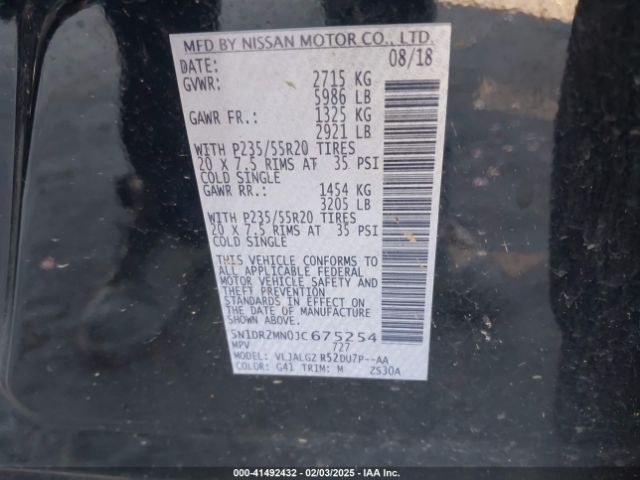 MFD BY NISSAN MOTOR CO., LTD.
DATE: 08/18
GVWR: 2715 KG
5986 LB
GAWR FR.: 1325 KG
2921 LB
WITH P235/55R20 TIRES
20 X 7.5 RIMS AT 35 PSI
COLD SINGLE
GAWR RR.: 1454 KG
3205 LB
WITH P235/55R20 TIRES
20 X 7.5 RIMS AT 35 PSI
COLD SINGLE
THIS VEHICLE CONFORMS TO
ALL APPLICABLE FEDERAL
MOTOR VEHICLE SAFETY
AND THEFT PREVENTION
STANDARDS IN EFFECT ON
THE DATE OF MANUFACTURE
SHOWN ABOVE.
5N1DR2MN0JC675254
MPV 727
MODEL: VLJALGZ R52DU7P--AA
COLOR: G41 TRIM: M ZS30A
000-41492432 - 02/03/2025 - IAA Inc.